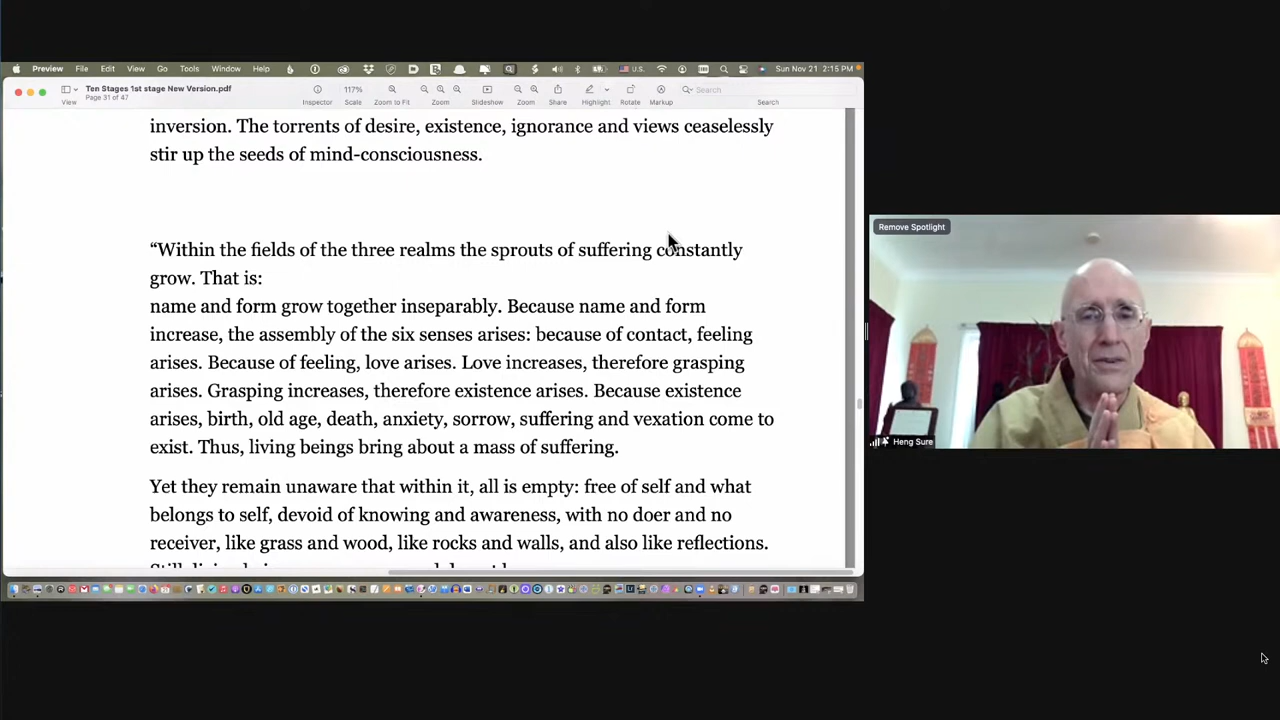 Preview File Edit View Go Tools Window Help
U.S.
Sun Nov 21 2:15 PM
Ten Stages 1st stage New Version.pdf
Page 31 of 47
117%
Search
View Inspector Scale Zoom to Fit Zoom Slideshow Zoom Share Highlight Rotate Markup Search
inversion. The torrents of desire, existence, ignorance and views ceaselessly
stir up the seeds of mind-consciousness.
“Within the fields of the three realms the sprouts of suffering constantly
grow. That is:
name and form grow together inseparably. Because name and form
increase, the assembly of the six senses arises: because of contact, feeling
arises. Because of feeling, love arises. Love increases, therefore grasping
arises. Grasping increases, therefore existence arises. Because existence
arises, birth, old age, death, anxiety, sorrow, suffering and vexation come to
exist. Thus, living beings bring about a mass of suffering.
Yet they remain unaware that within it, all is empty: free of self and what
belongs to self, devoid of knowing and awareness, with no doer and no
receiver, like grass and wood, like rocks and walls, and also like reflections.
Remove Spotlight
Heng Sure